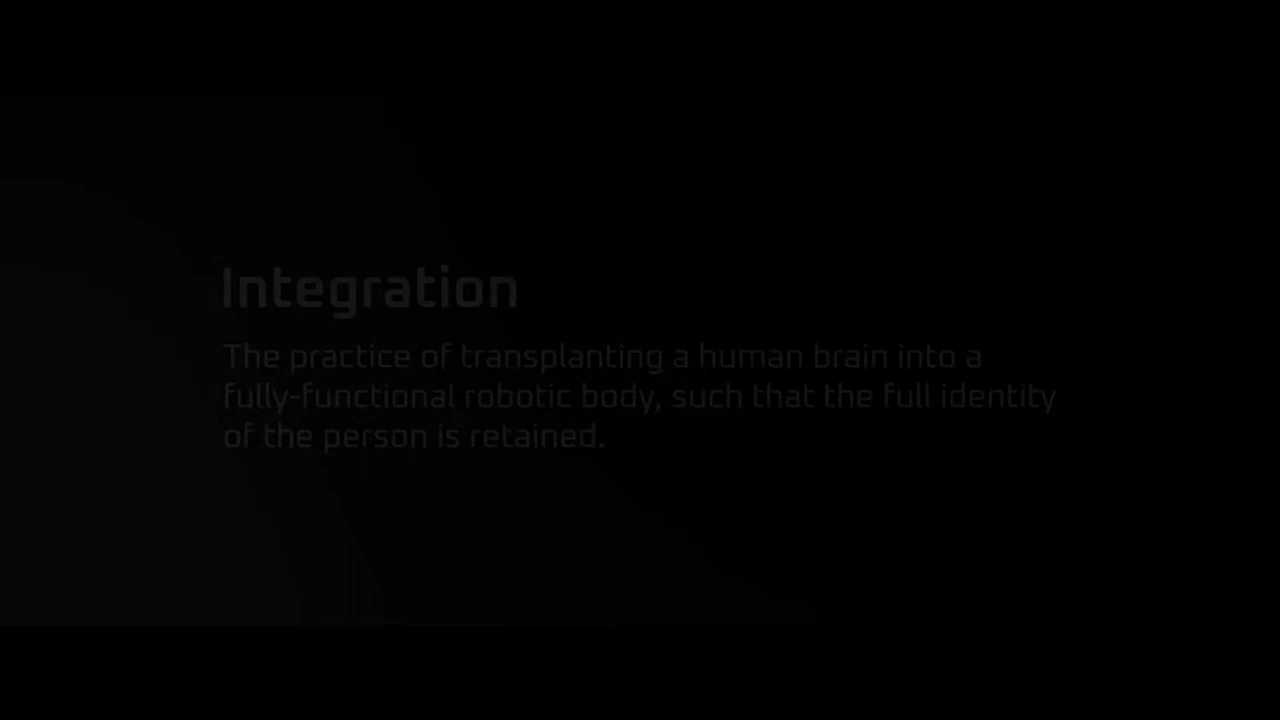 Integration
The practice of transplanting a human brain into a
fully-functional robotic body, such that the full identity
of the person is retained.